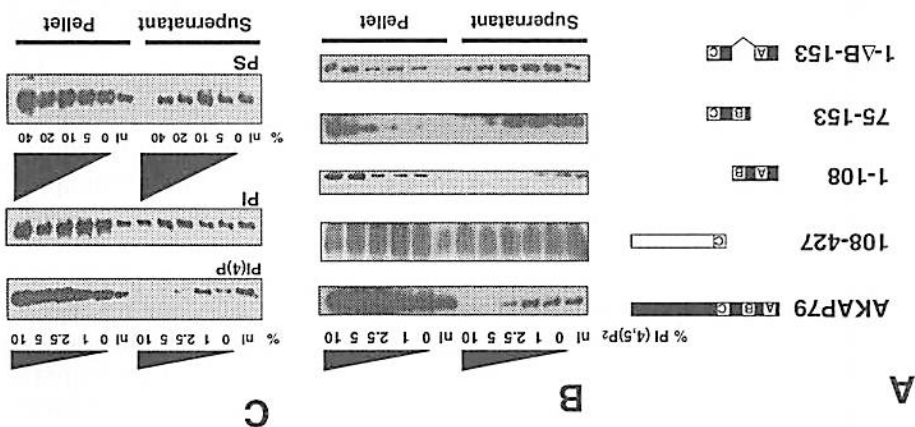 A
B
C
% PI (4,5)P₂ nl 0 1 2.5 5 10 nl 0 1 2.5 5 10
AKAP79
A B C
108-427
C
1-108
A B
75-153
B C
1-ΔB-153
A C
Supernatant Pellet
% nl 0 1 2.5 5 10 nl 0 1 2.5 5 10
PI(4)P
PI
% nl 0 5 10 20 40 nl 0 5 10 20 40
PS
Supernatant Pellet